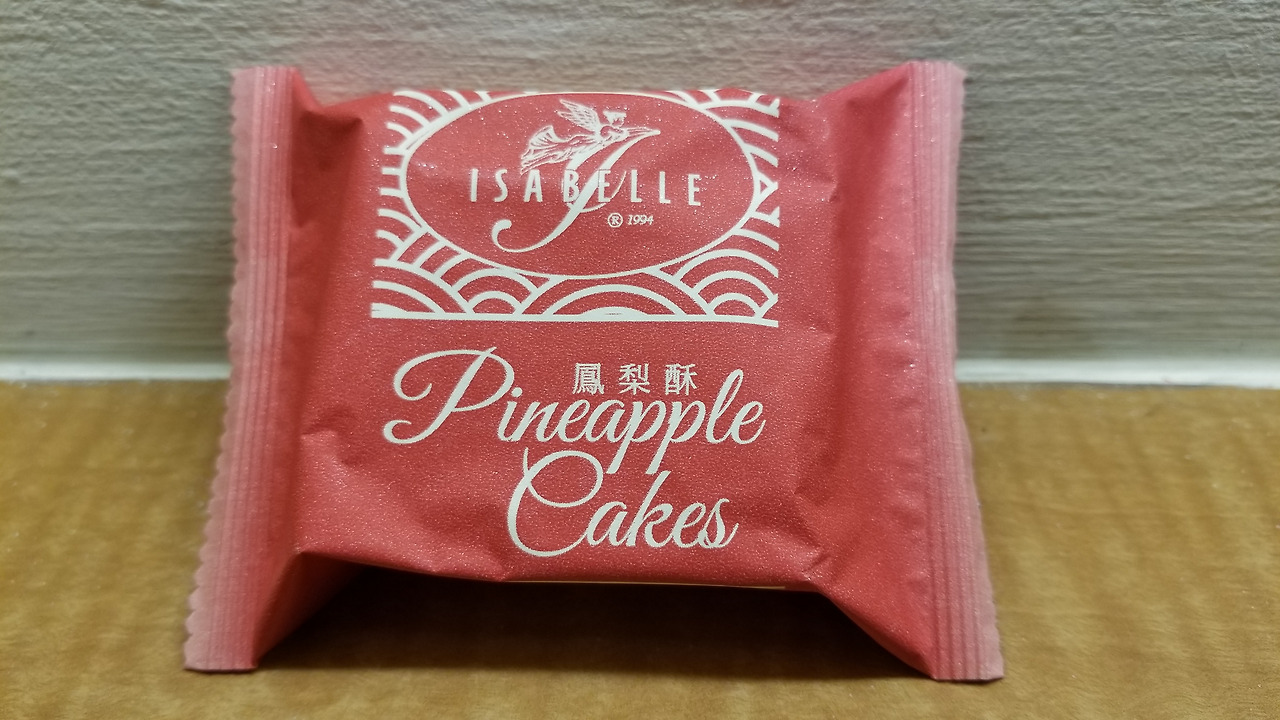 ISABELLE
® 1994
鳳梨酥
Pineapple
Cakes